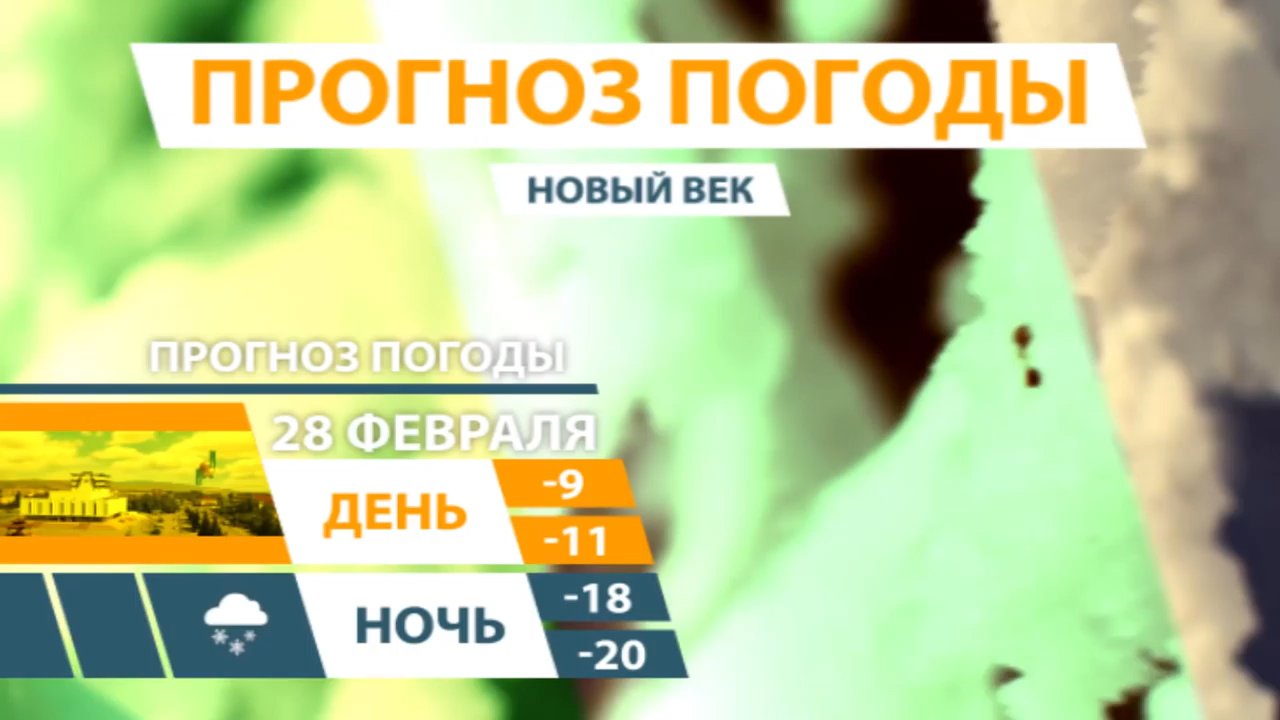 ПРОГНОЗ ПОГОДЫ
НОВЫЙ ВЕК
ПРОГНОЗ ПОГОДЫ
28 ФЕВРАЛЯ
ДЕНЬ
-9
-11
НОЧЬ
-18
-20